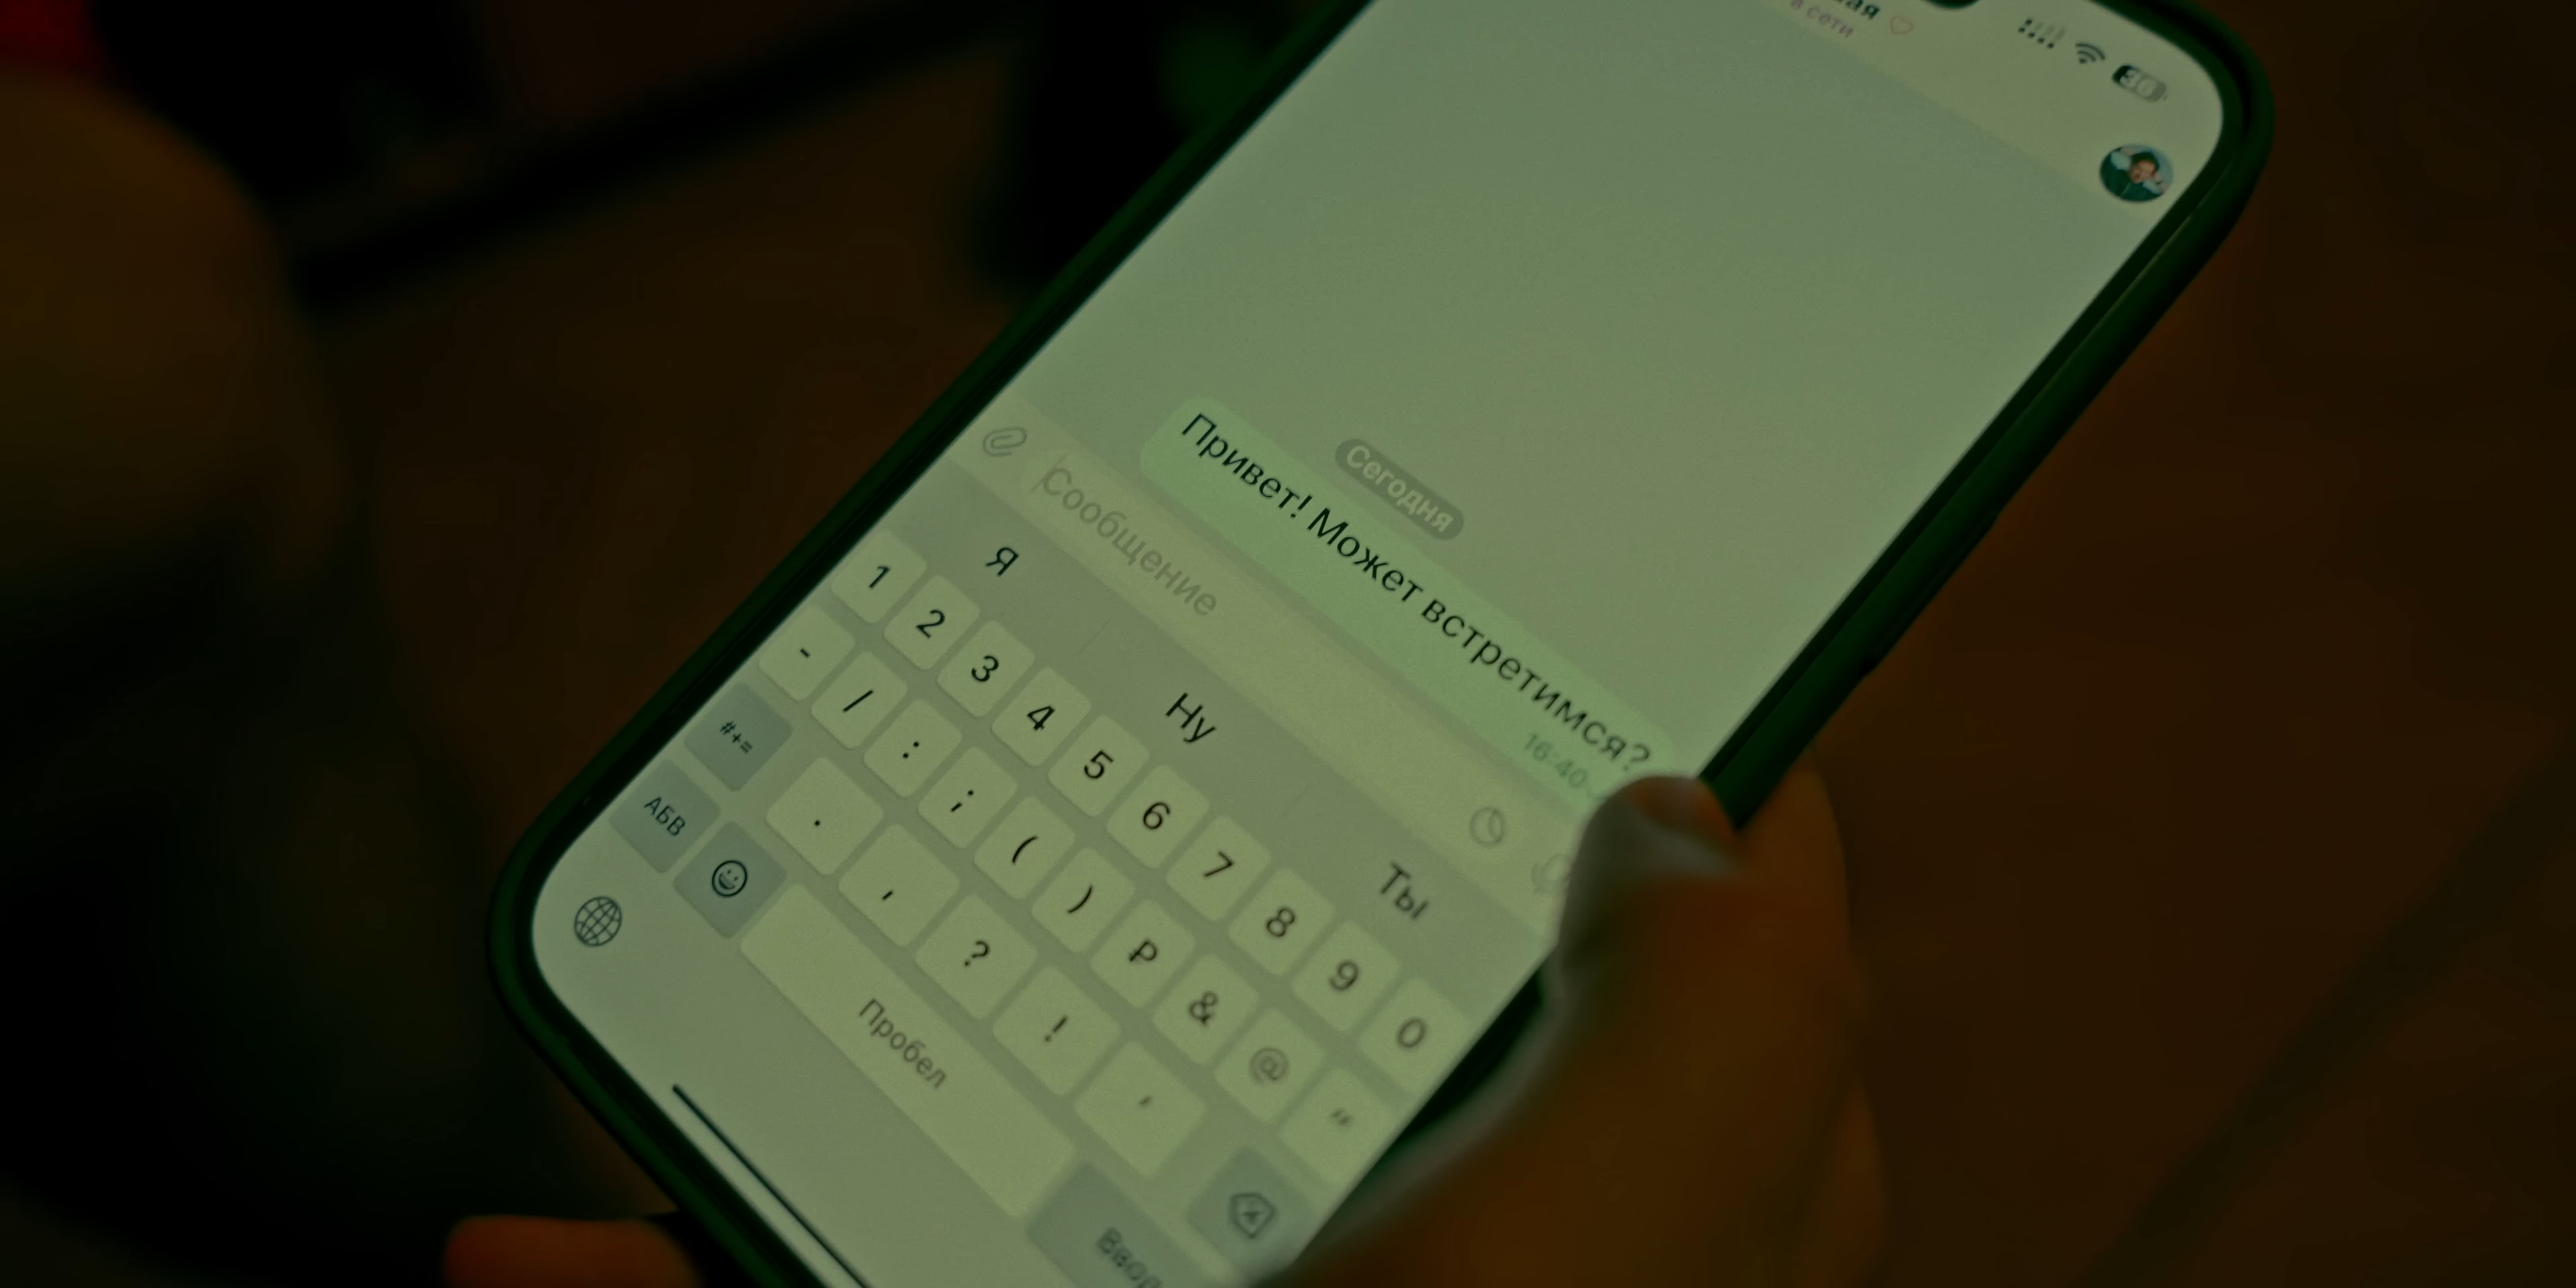 в сети
Сегодня
Привет! Может встретимся?
16:40
Сообщение
Я Ну Ты
1 2 3 4 5 6 7 8 9 0
- / : ; ( ) ₽ & @ "
#+= . , ? ! '
АБВ Пробел Ввод